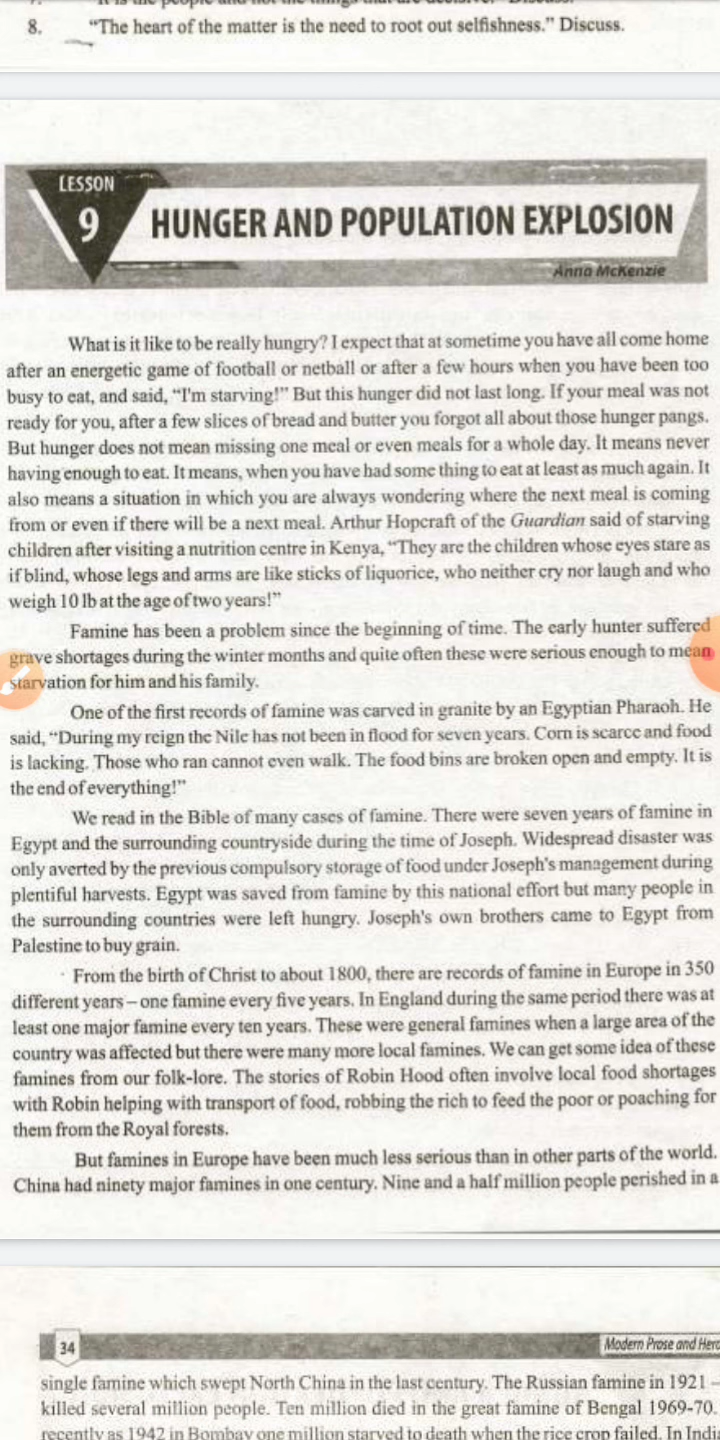 8. "The heart of the matter is the need to root out selfishness." Discuss.
LESSON
9
HUNGER AND POPULATION EXPLOSION
Anna McKenzie
What is it like to be really hungry? I expect that at sometime you have all come home
after an energetic game of football or netball or after a few hours when you have been too
busy to eat, and said, “I'm starving!” But this hunger did not last long. If your meal was not
ready for you, after a few slices of bread and butter you forgot all about those hunger pangs.
But hunger does not mean missing one meal or even meals for a whole day. It means never
having enough to eat. It means, when you have had some thing to eat at least as much again. It
also means a situation in which you are always wondering where the next meal is coming
from or even if there will be a next meal. Arthur Hopcraft of the Guardian said of starving
children after visiting a nutrition centre in Kenya, “They are the children whose eyes stare as
if blind, whose legs and arms are like sticks of liquorice, who neither cry nor laugh and who
weigh 10 lb at the age of two years!”
Famine has been a problem since the beginning of time. The early hunter suffered
grave shortages during the winter months and quite often these were serious enough to mean
starvation for him and his family.
One of the first records of famine was carved in granite by an Egyptian Pharaoh. He
said, “During my reign the Nile has not been in flood for seven years. Corn is scarce and food
is lacking. Those who ran cannot even walk. The food bins are broken open and empty. It is
the end of everything!”
We read in the Bible of many cases of famine. There were seven years of famine in
Egypt and the surrounding countryside during the time of Joseph. Widespread disaster was
only averted by the previous compulsory storage of food under Joseph's management during
plentiful harvests. Egypt was saved from famine by this national effort but many people in
the surrounding countries were left hungry. Joseph's own brothers came to Egypt from
Palestine to buy grain.
From the birth of Christ to about 1800, there are records of famine in Europe in 350
different years – one famine every five years. In England during the same period there was at
least one major famine every ten years. These were general famines when a large area of the
country was affected but there were many more local famines. We can get some idea of these
famines from our folk-lore. The stories of Robin Hood often involve local food shortages
with Robin helping with transport of food, robbing the rich to feed the poor or poaching for
them from the Royal forests.
But famines in Europe have been much less serious than in other parts of the world.
China had ninety major famines in one century. Nine and a half million people perished in a
34
Modern Prose and
single famine which swept North China in the last century. The Russian famine in 1921 –
killed several million people. Ten million died in the great famine of Bengal 1969-70.
recently as 1942 in Bombay one million starved to death when the rice crop failed. In